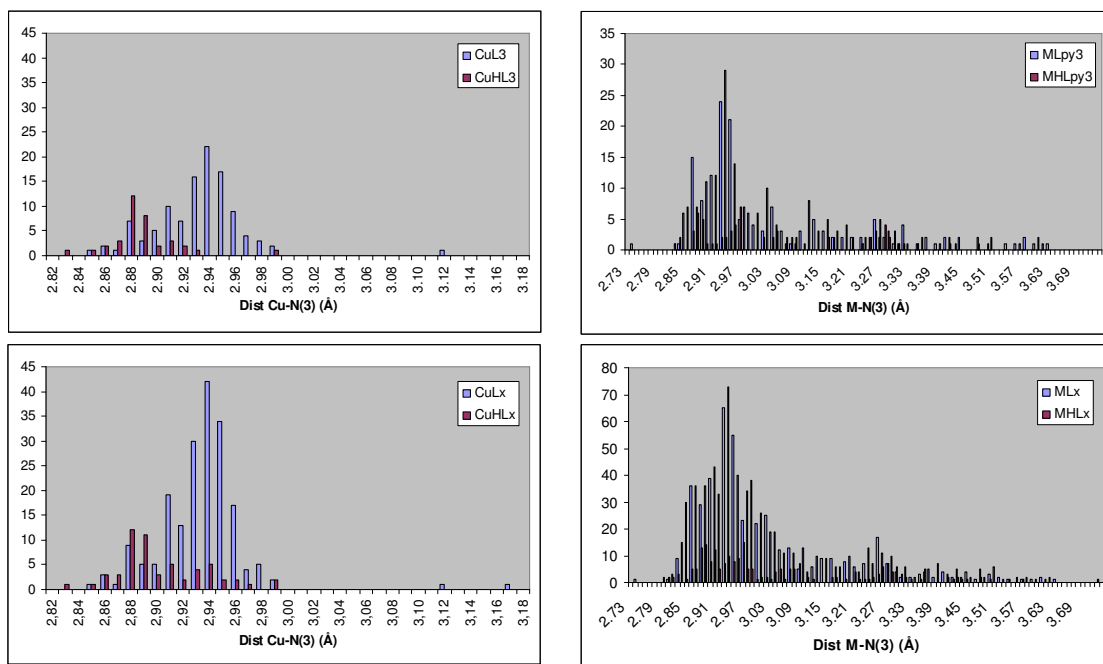 45
40
35
30
25
20
15
10
5
0
CuL3
CuHL3
2,82 2,84 2,86 2,88 2,90 2,92 2,94 2,96 2,98 3,00 3,02 3,04 3,06 3,08 3,10 3,12 3,14 3,16 3,18
Dist Cu-N(3) (Å)
35
30
25
20
15
10
5
0
MLpy3
MHLpy3
2.73 2.79 2.85 2.91 2.97 3.03 3.09 3.15 3.21 3.27 3.33 3.39 3.45 3.51 3.57 3.63 3.69
Dist M-N(3) (Å)
45
40
35
30
25
20
15
10
5
0
CuLx
CuHLx
2,82 2,84 2,86 2,88 2,90 2,92 2,94 2,96 2,98 3,00 3,02 3,04 3,06 3,08 3,10 3,12 3,14 3,16 3,18
Dist Cu-N(3) (Å)
80
70
60
50
40
30
20
10
0
MLx
MHLx
2.73 2.79 2.85 2.91 2.97 3.03 3.09 3.15 3.21 3.27 3.33 3.39 3.45 3.51 3.57 3.63 3.69
Dist M-N(3) (Å)